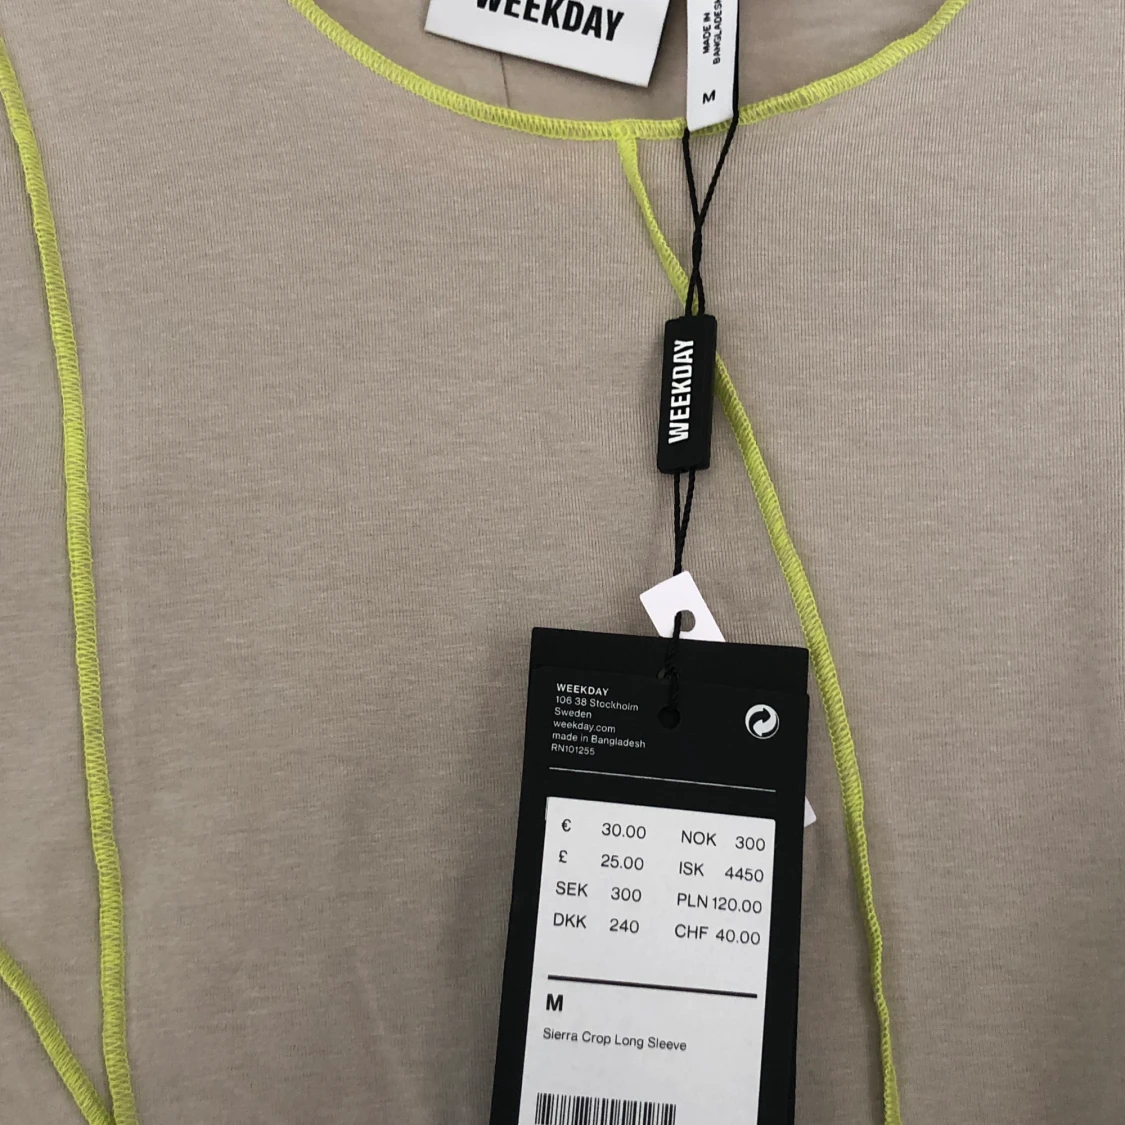 WEEKDAY
MADE IN
BANGLADESH
M
WEEKDAY
WEEKDAY
106 38 Stockholm
Sweden
weekday.com
made in Bangladesh
RN101255
€ 30.00 NOK 300
£ 25.00 ISK 4450
SEK 300 PLN 120.00
DKK 240 CHF 40.00
M
Sierra Crop Long Sleeve